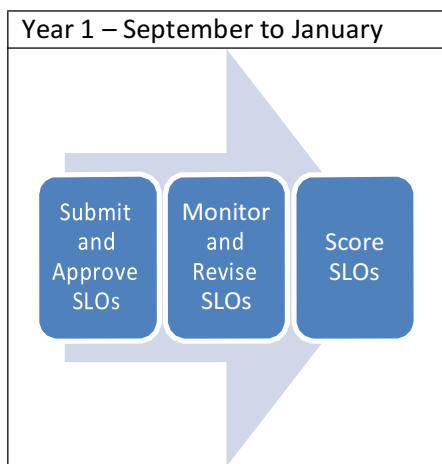 Year 1 – September to January
Submit
and
Approve
SLOs
Monitor
and
Revise
SLOs
Score
SLOs